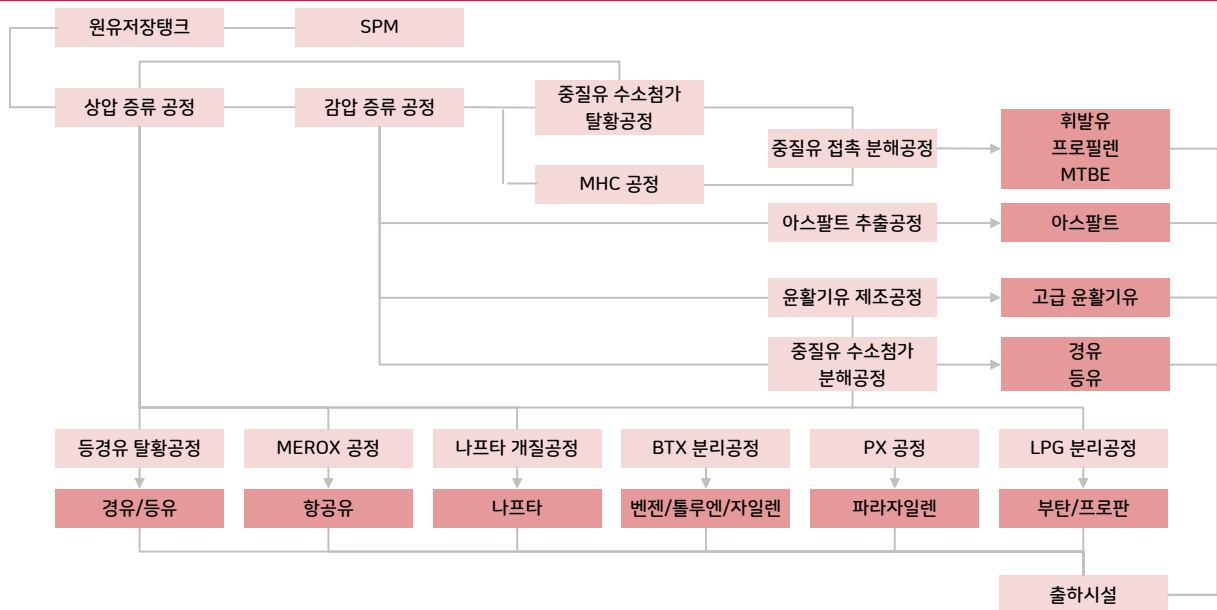 원유저장탱크
SPM
상압 증류 공정
감압 증류 공정
중질유 수소첨가
탈황공정
중질유 접촉 분해공정
휘발유
프로필렌
MTBE
MHC 공정
아스팔트 추출공정
아스팔트
윤활기유 제조공정
고급 윤활기유
중질유 수소첨가
분해공정
경유
등유
등경유 탈황공정
MEROX 공정
나프타 개질공정
BTX 분리공정
PX 공정
LPG 분리공정
경유/등유
항공유
나프타
벤젠/톨루엔/자일렌
파라자일렌
부탄/프로판
출하시설